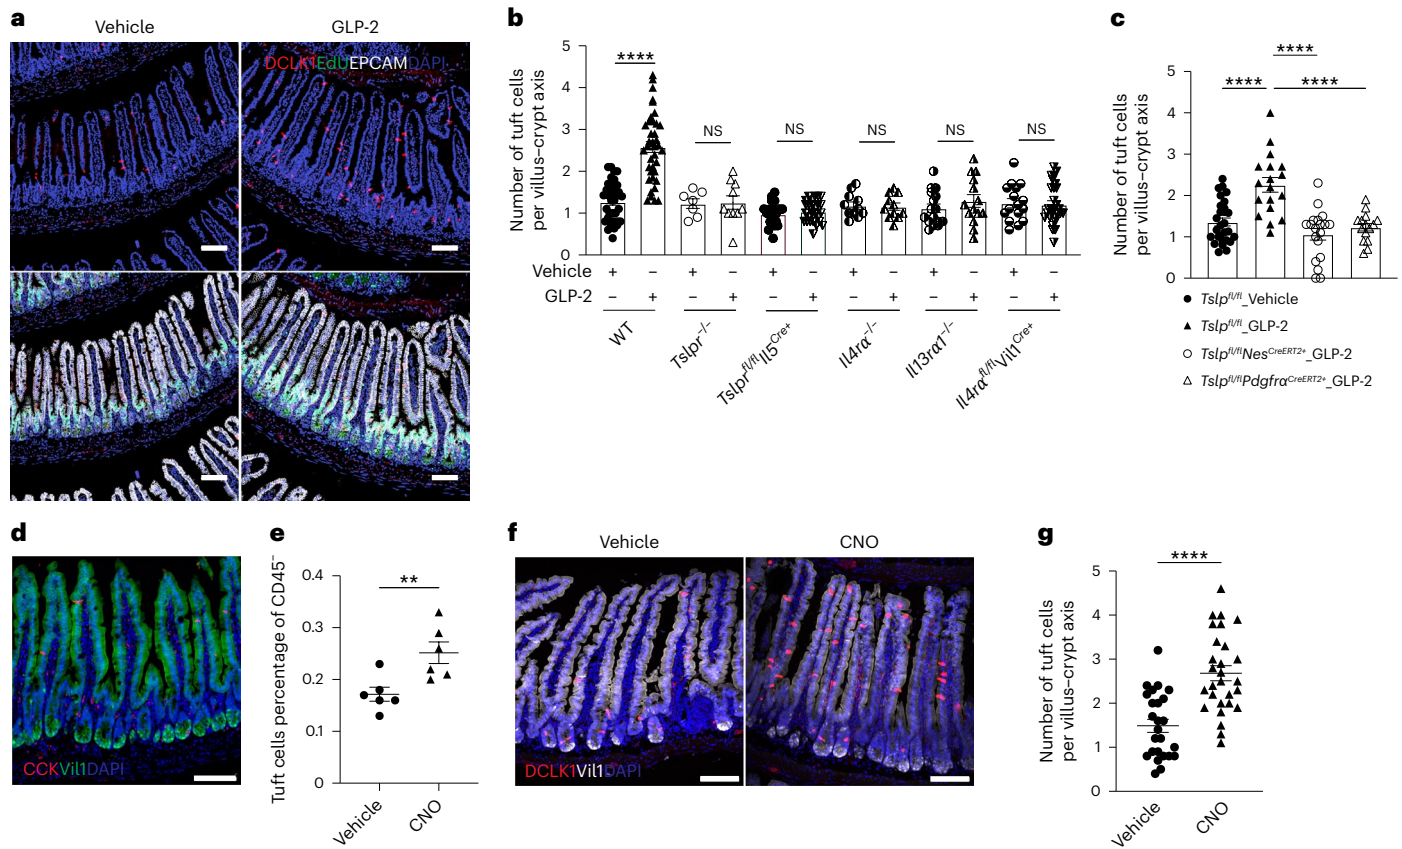 a
Vehicle
GLP-2
DCLK1EdUEPCAMDAPI
b
Number of tuft cells
per villus–crypt axis
5
4
3
2
1
0
****
NS
NS
NS
NS
NS
Vehicle + – + – + – + – + – + –
GLP-2 – + – + – + – + – + – +
WT
Tslpr–/–
Tslprfl/flIl5Cre+
Il4rα–/–
Il13rα1–/–
Il4rαfl/flVil1Cre+
c
Number of tuft cells
per villus–crypt axis
5
4
3
2
1
0
****
****
****
Tslpfl/fl_Vehicle
Tslpfl/fl_GLP-2
Tslpfl/flNesCreERT2+_GLP-2
Tslpfl/flPdgfrαCreERT2+_GLP-2
d
CCKVil1DAPI
e
Tuft cells percentage of CD45–
0.4
0.3
0.2
0.1
0
**
Vehicle
CNO
f
Vehicle
CNO
DCLK1Vil1DAPI
g
Number of tuft cells
per villus–crypt axis
5
4
3
2
1
0
****
Vehicle
CNO